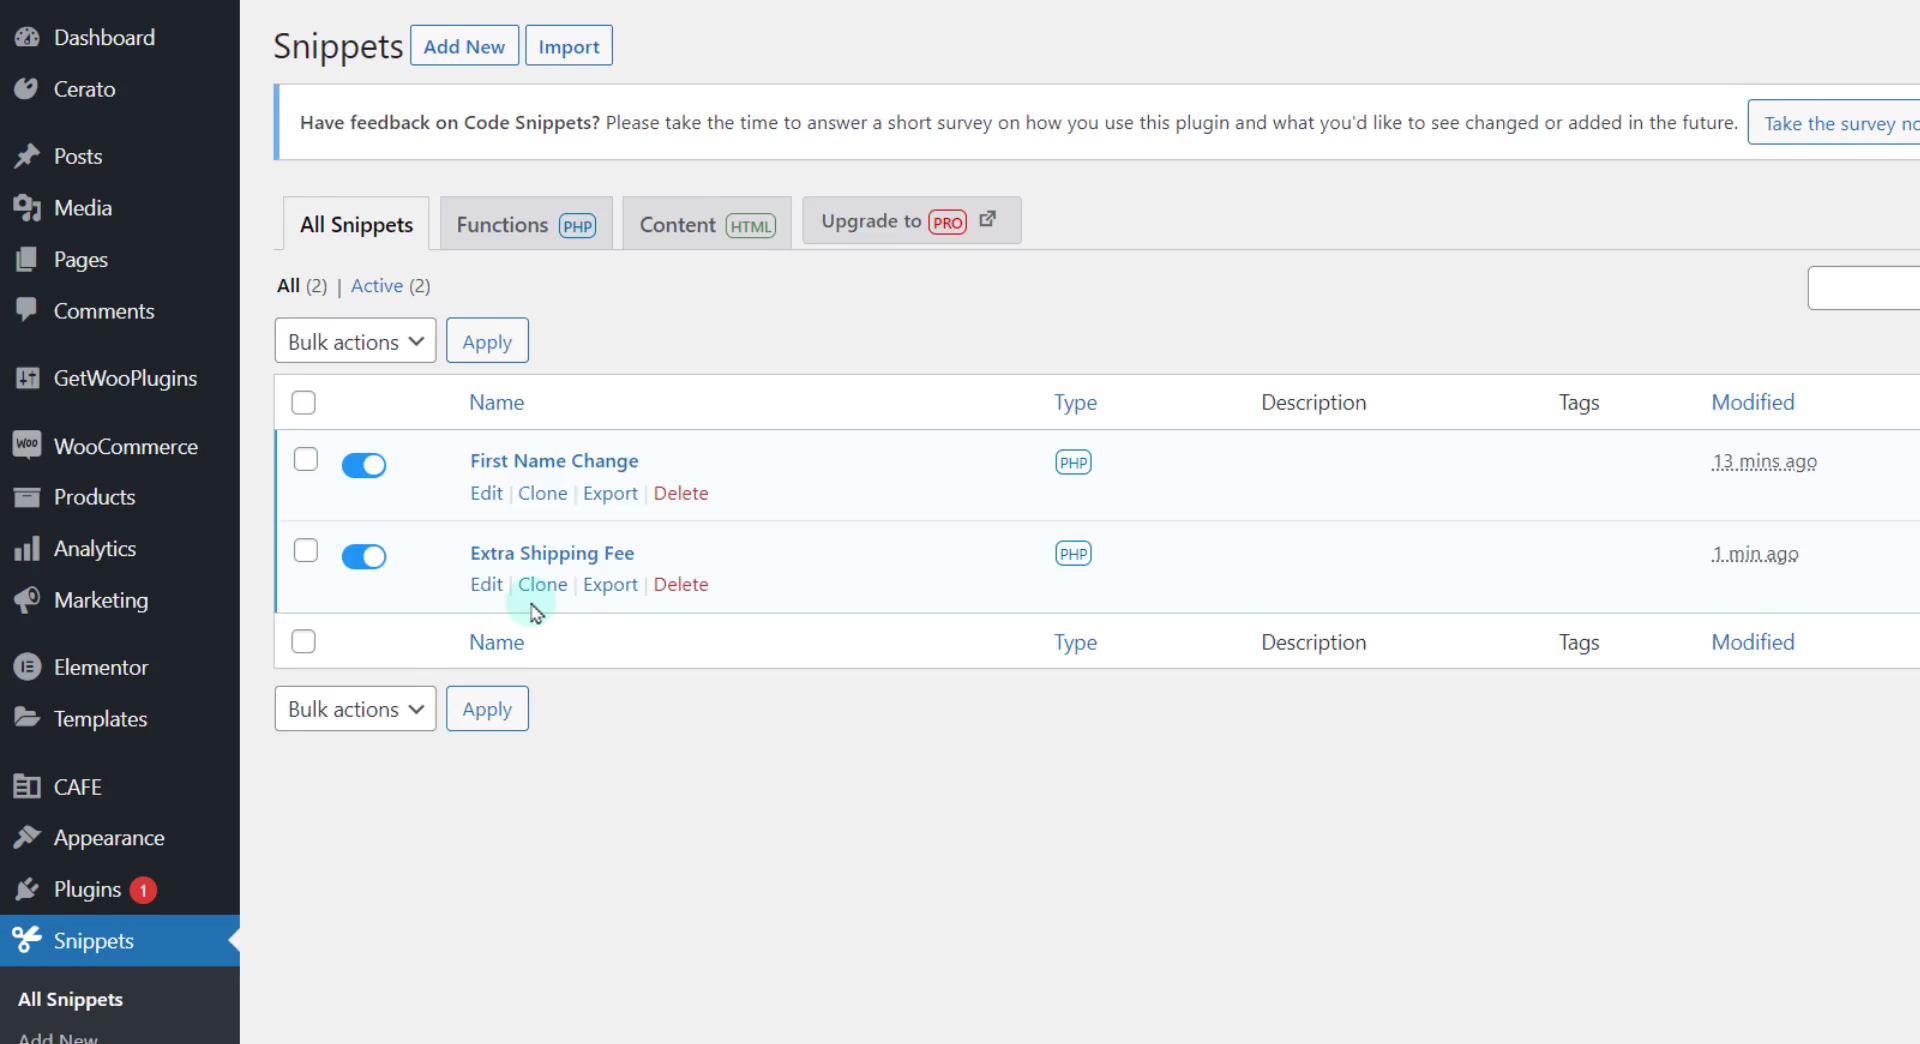 Dashboard
Cerato
Posts
Media
Pages
Comments
GetWooPlugins
Woo WooCommerce
Products
Analytics
Marketing
Elementor
Templates
CAFE
Appearance
Plugins 1
Snippets
All Snippets
Add New
Snippets Add New Import
Have feedback on Code Snippets? Please take the time to answer a short survey on how you use this plugin and what you'd like to see changed or added in the future. Take the survey
All Snippets Functions PHP Content HTML Upgrade to PRO
All (2) | Active (2)
Bulk actions Apply
Name Type Description Tags Modified
First Name Change PHP 13 mins ago
Edit | Clone | Export | Delete
Extra Shipping Fee PHP 1 min ago
Edit | Clone | Export | Delete
Name Type Description Tags Modified
Bulk actions Apply